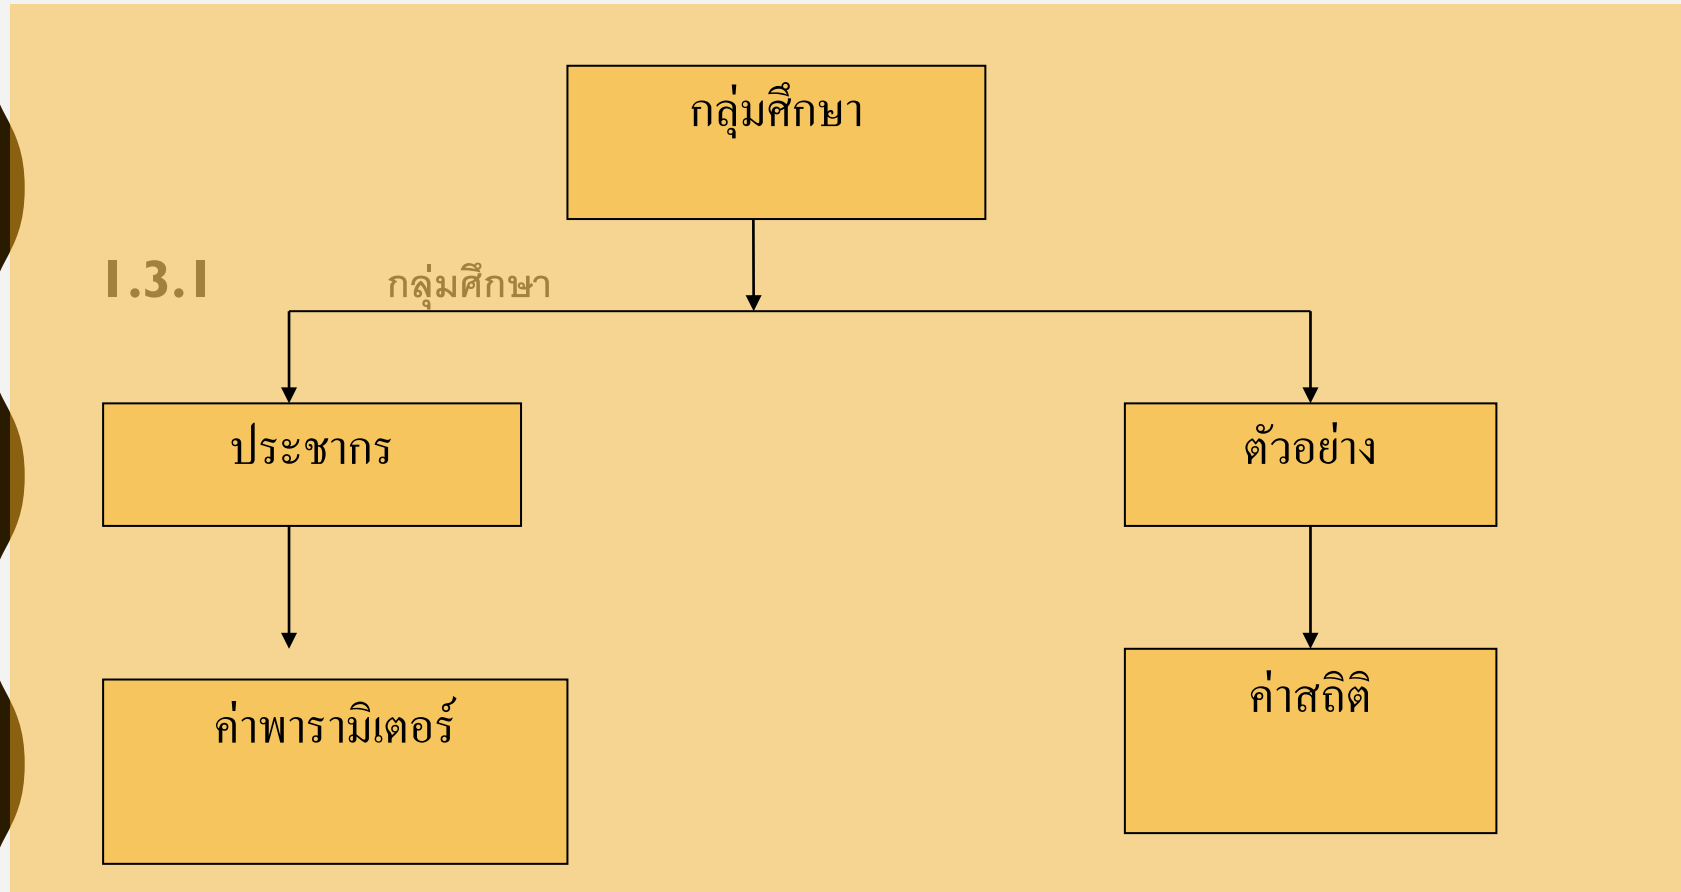 กลุ่มศึกษา
1.3.1 กลุ่มศึกษา
ประชากร
ตัวอย่าง
ค่าพารามิเตอร์
ค่าสถิติ